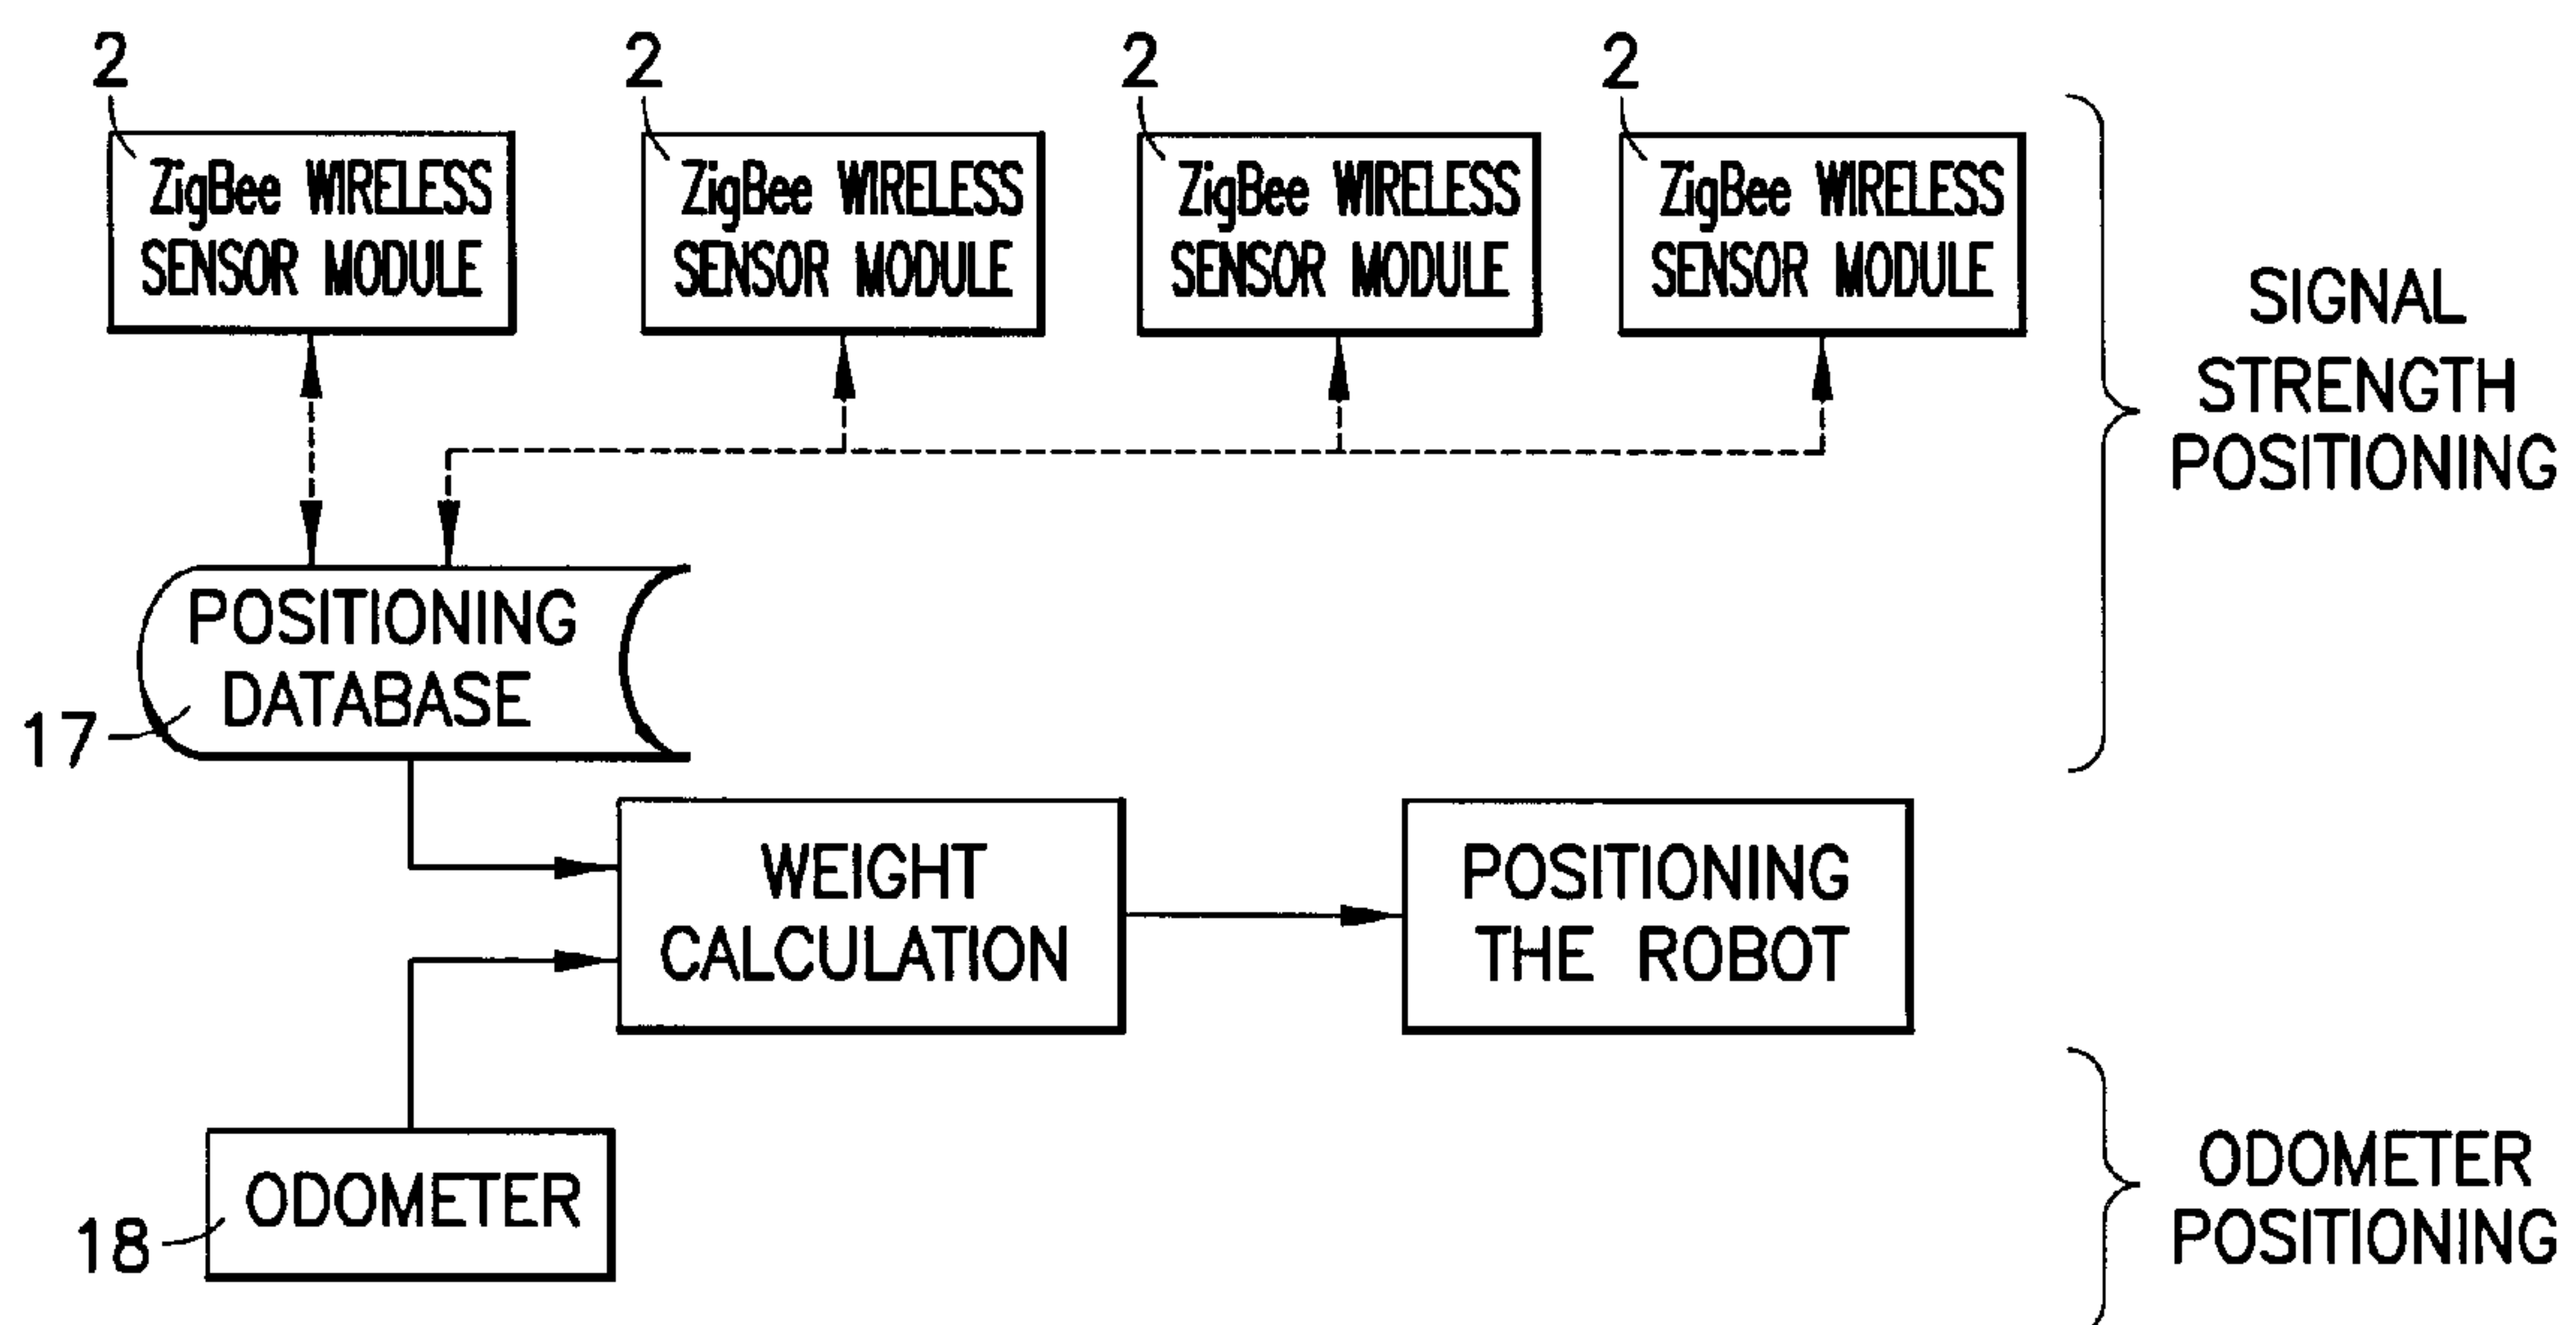 2
2
2
2
ZigBee WIRELESS
SENSOR MODULE
ZigBee WIRELESS
SENSOR MODULE
ZigBee WIRELESS
SENSOR MODULE
ZigBee WIRELESS
SENSOR MODULE
SIGNAL
STRENGTH
POSITIONING
POSITIONING
DATABASE
17
WEIGHT
CALCULATION
POSITIONING
THE ROBOT
ODOMETER
18
ODOMETER
POSITIONING